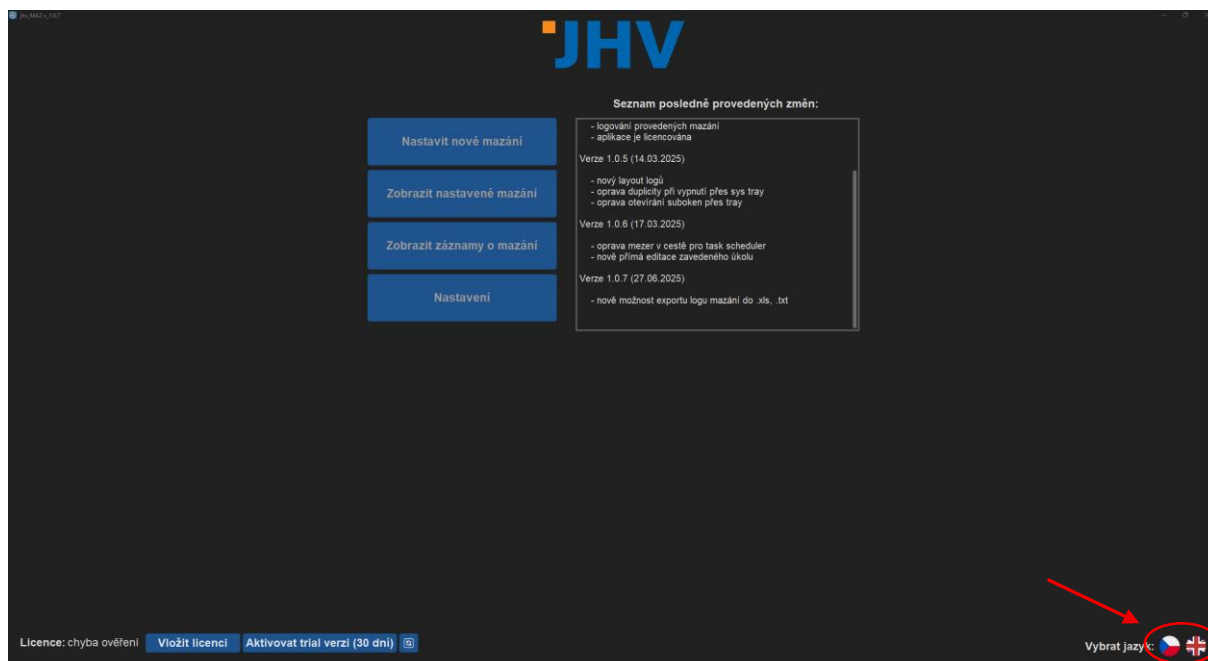 jhv_MAZ v_1.0.7
JHV
Seznam posledně provedených změn:
Nastavit nové mazání
Zobrazit nastavené mazání
Zobrazit záznamy o mazání
Nastavení
- logování provedených mazání
- aplikace je licencována
Verze 1.0.5 (14.03.2025)
- nový layout logů
- oprava duplicity při vypnutí přes sys tray
- oprava otevírání suboken přes tray
Verze 1.0.6 (17.03.2025)
- oprava mezer v cestě pro task scheduler
- nově přímá editace zavedeného úkolu
Verze 1.0.7 (27.06.2025)
- nově možnost exportu logu mazání do .xls, .txt
Licence: chyba ověření Vložit licenci Aktivovat trial verzi (30 dní)
Vybrat jazyk: